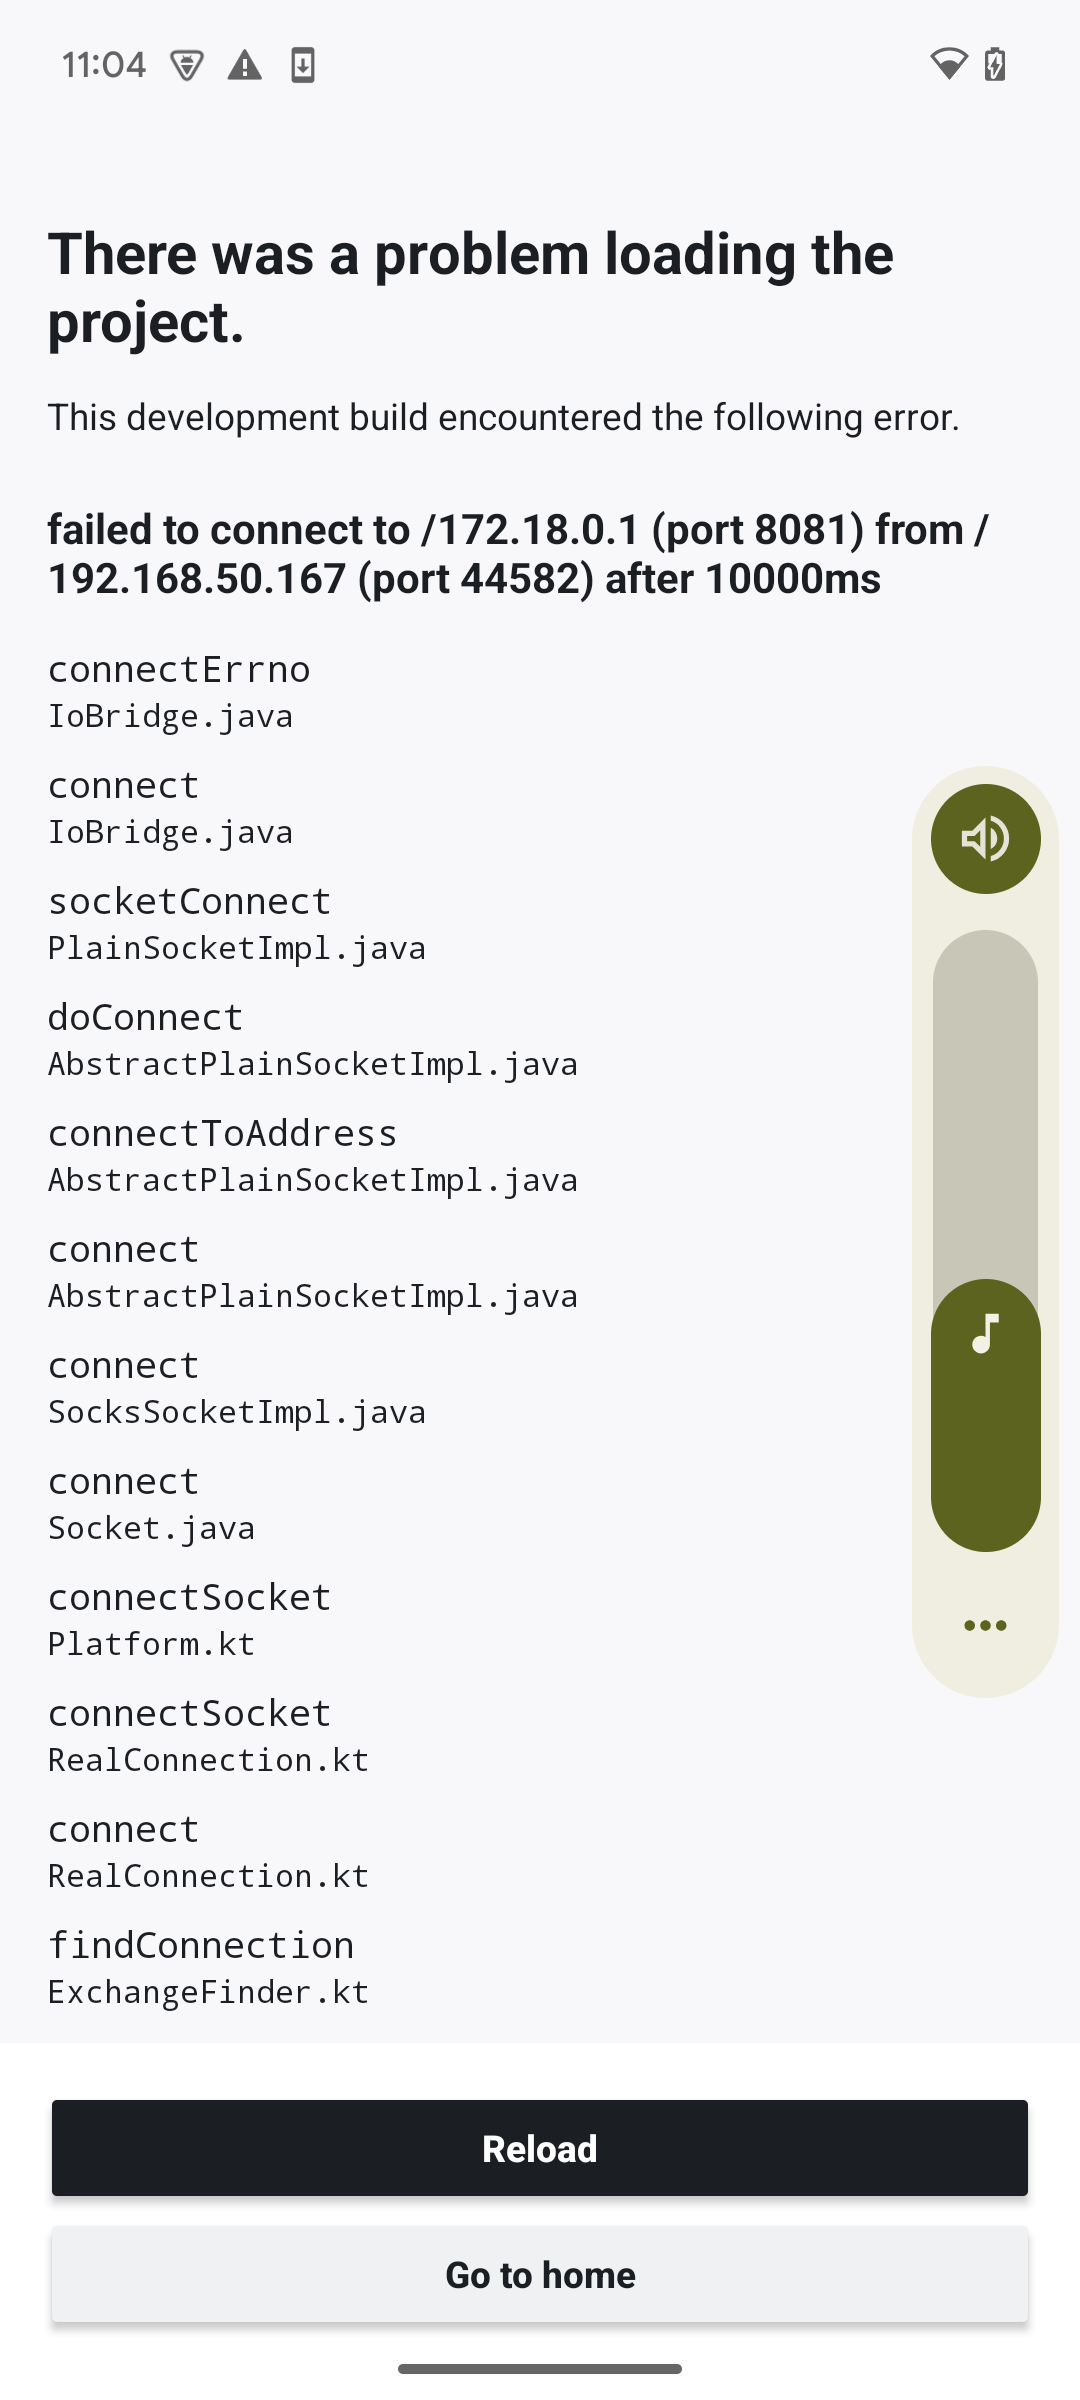 11:04
There was a problem loading the
project.
This development build encountered the following error.
failed to connect to /172.18.0.1 (port 8081) from /
192.168.50.167 (port 44582) after 10000ms
connectErrno
IoBridge.java
connect
IoBridge.java
socketConnect
PlainSocketImpl.java
doConnect
AbstractPlainSocketImpl.java
connectToAddress
AbstractPlainSocketImpl.java
connect
AbstractPlainSocketImpl.java
connect
SocksSocketImpl.java
connect
Socket.java
connectSocket
Platform.kt
connectSocket
RealConnection.kt
connect
RealConnection.kt
findConnection
ExchangeFinder.kt
Reload
Go to home